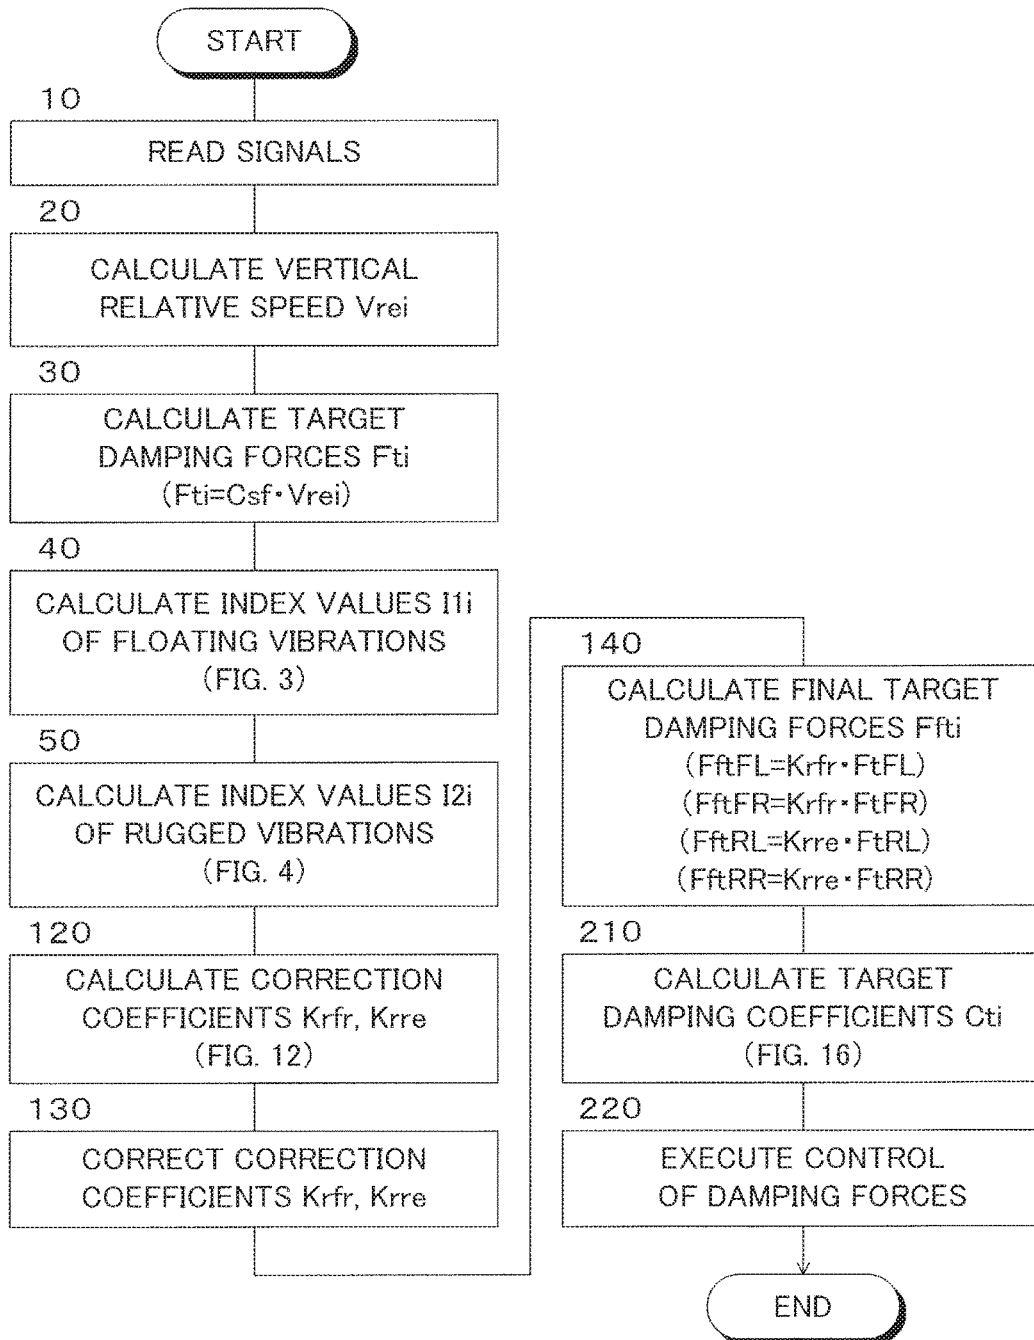 START
10
READ SIGNALS
20
CALCULATE VERTICAL
RELATIVE SPEED Vrei
30
CALCULATE TARGET
DAMPING FORCES Fti
(Fti=Csf·Vrei)
40
CALCULATE INDEX VALUES I1i
OF FLOATING VIBRATIONS
(FIG. 3)
50
CALCULATE INDEX VALUES I2i
OF RUGGED VIBRATIONS
(FIG. 4)
120
CALCULATE CORRECTION
COEFFICIENTS Krfr, Krre
(FIG. 12)
130
CORRECT CORRECTION
COEFFICIENTS Krfr, Krre
140
CALCULATE FINAL TARGET
DAMPING FORCES Ffti
(FftFL=Krfr·FtFL)
(FftFR=Krfr·FtFR)
(FftRL=Krre·FtRL)
(FftRR=Krre·FtRR)
210
CALCULATE TARGET
DAMPING COEFFICIENTS Cti
(FIG. 16)
220
EXECUTE CONTROL
OF DAMPING FORCES
END